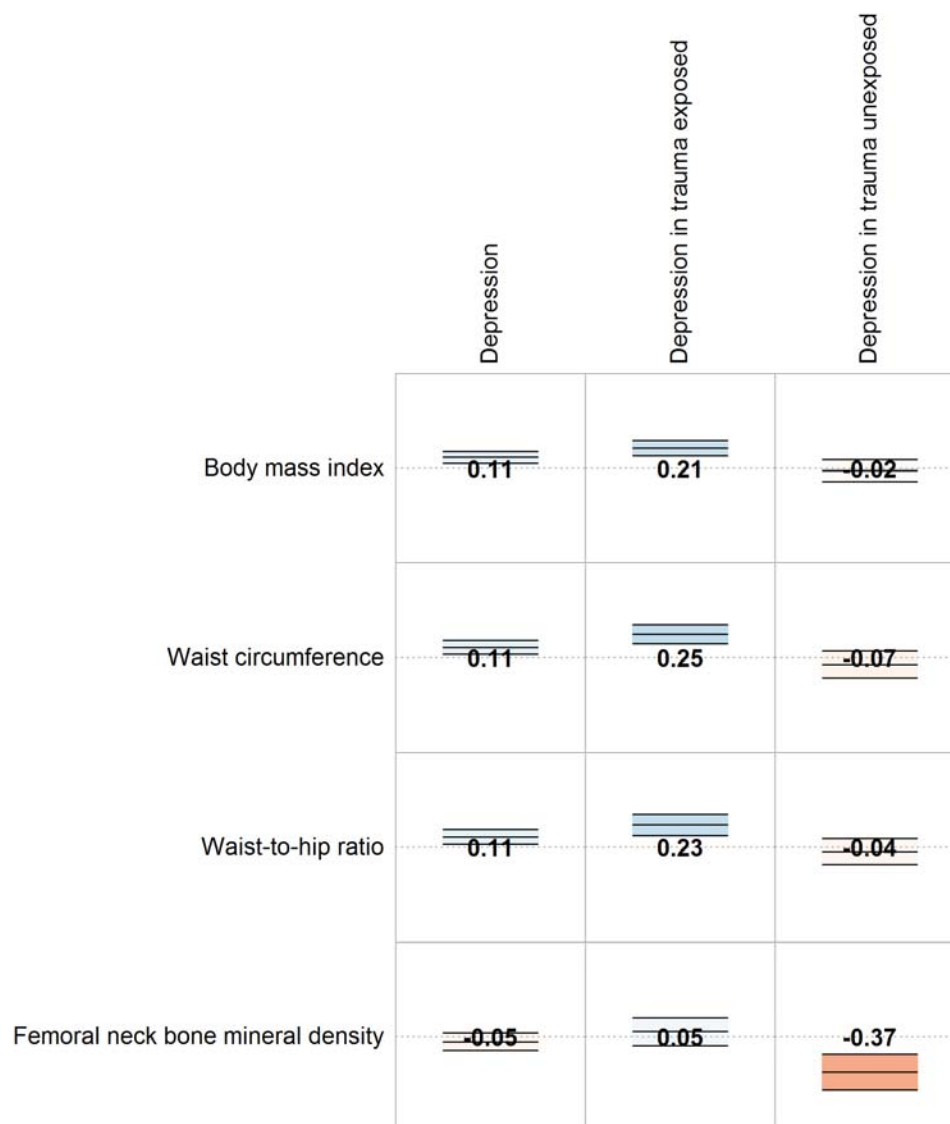 Depression
Depression in trauma exposed
Depression in trauma unexposed
Body mass index
0.11
0.21
-0.02
Waist circumference
0.11
0.25
-0.07
Waist-to-hip ratio
0.11
0.23
-0.04
Femoral neck bone mineral density
-0.05
0.05
-0.37